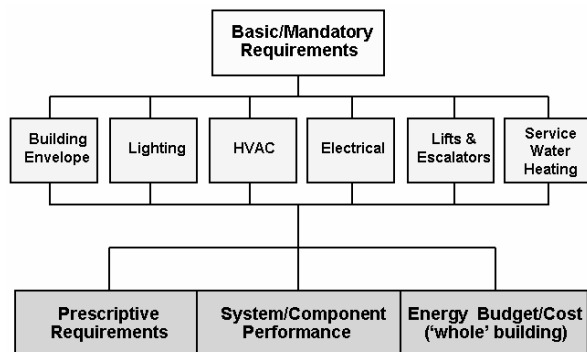 Basic/Mandatory
Requirements
Building
Envelope
Lighting
HVAC
Electrical
Lifts &
Escalators
Service
Water
Heating
Prescriptive
Requirements
System/Component
Performance
Energy Budget/Cost
(‘whole’ building)